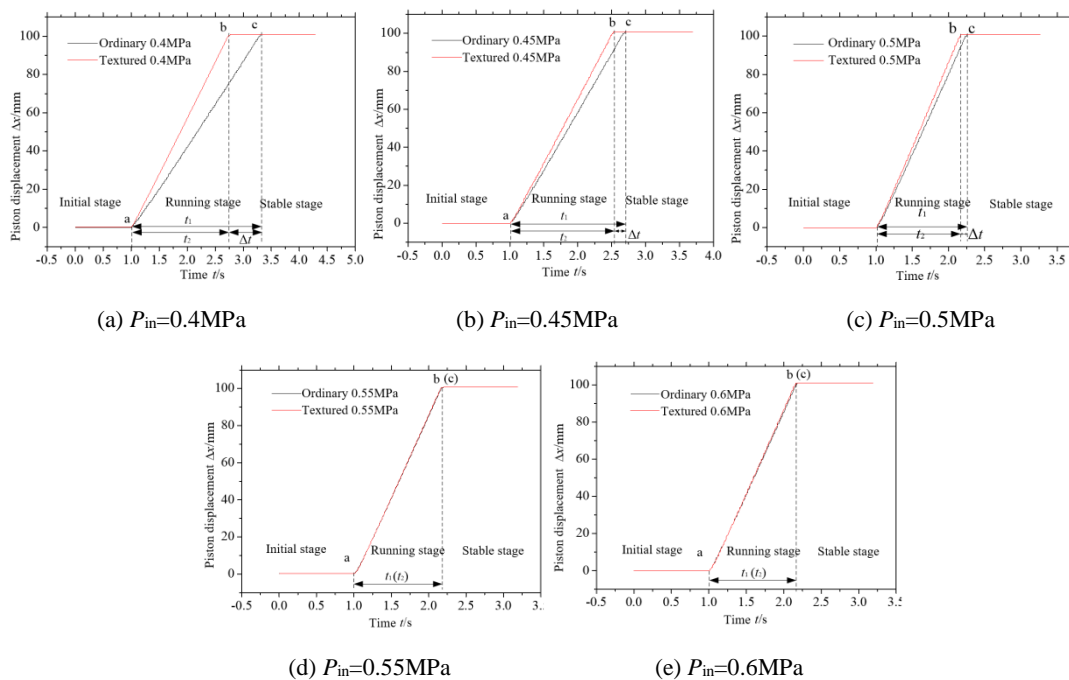 Ordinary 0.4MPa
Textured 0.4MPa
b
c
a
Initial stage
Running stage
Stable stage
t₁
t₂
Δt
Piston displacement Δx/mm
100
80
60
40
20
0
-0.5 0.0 0.5 1.0 1.5 2.0 2.5 3.0 3.5 4.0 4.5 5.0
Time t/s
(a) Pin=0.4MPa
Ordinary 0.45MPa
Textured 0.45MPa
b
c
a
Initial stage
Running stage
Stable stage
t₁
t₂
Δt
Piston displacement Δx/mm
100
80
60
40
20
0
-0.5 0.0 0.5 1.0 1.5 2.0 2.5 3.0 3.5 4.0
Time t/s
(b) Pin=0.45MPa
Ordinary 0.5MPa
Textured 0.5MPa
b
c
a
Initial stage
Running stage
Stable stage
t₁
t₂
Δt
Piston displacement Δx/mm
100
80
60
40
20
0
-0.5 0.0 0.5 1.0 1.5 2.0 2.5 3.0 3.5
Time t/s
(c) Pin=0.5MPa
Ordinary 0.55MPa
Textured 0.55MPa
b (c)
a
Initial stage
Running stage
Stable stage
t₁(t₂)
Piston displacement Δx/mm
100
80
60
40
20
0
-0.5 0.0 0.5 1.0 1.5 2.0 2.5 3.0 3.5
Time t/s
(d) Pin=0.55MPa
Ordinary 0.6MPa
Textured 0.6MPa
b (c)
a
Initial stage
Running stage
Stable stage
t₁(t₂)
Piston displacement Δx/mm
100
80
60
40
20
0
-0.5 0.0 0.5 1.0 1.5 2.0 2.5 3.0 3.5
Time t/s
(e) Pin=0.6MPa